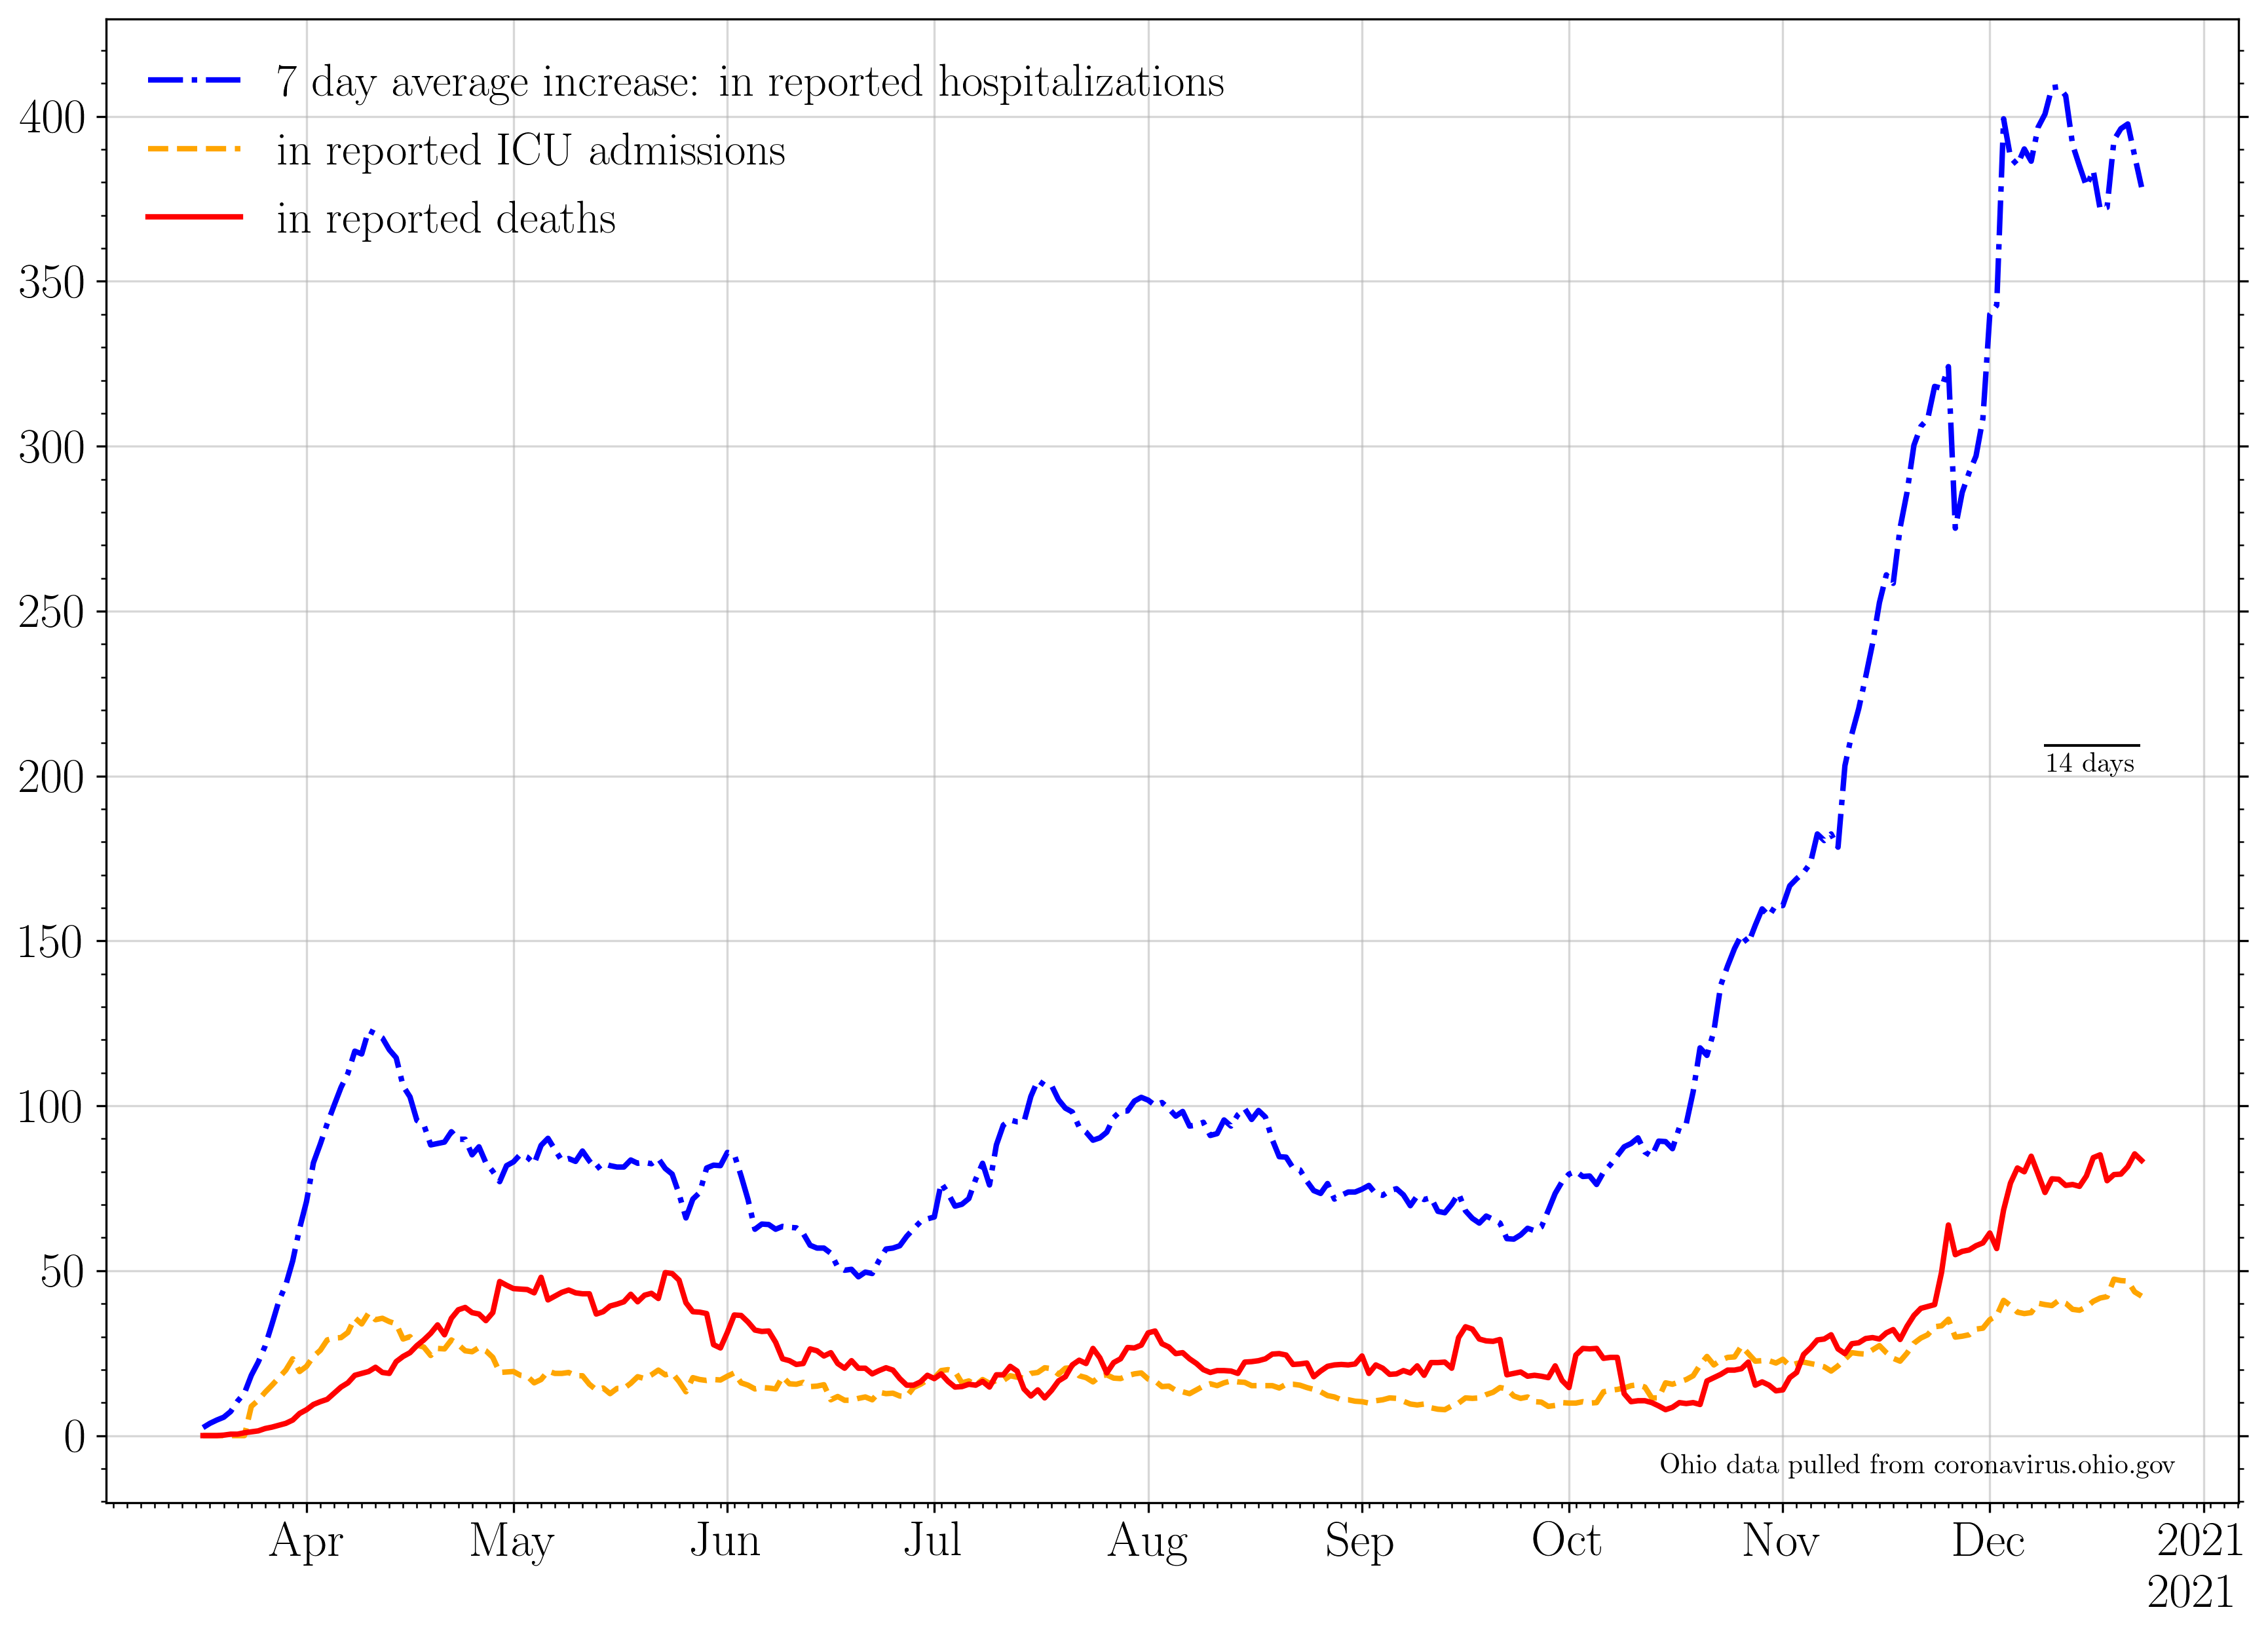 7 day average increase: in reported hospitalizations
in reported ICU admissions
in reported deaths
400
350
300
250
200
150
100
50
0
14 days
Ohio data pulled from coronavirus.ohio.gov
Apr May Jun Jul Aug Sep Oct Nov Dec 2021
2021